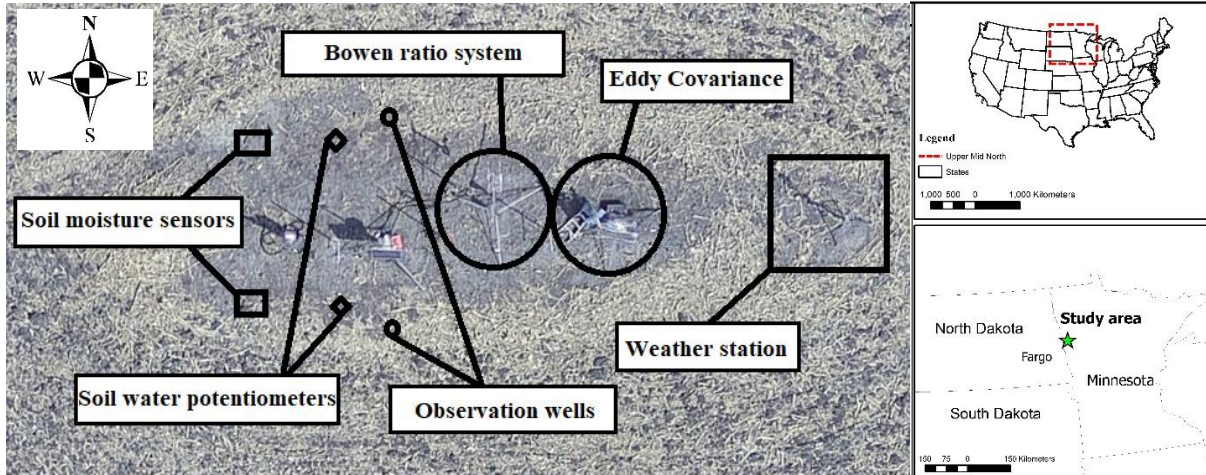 N
W
E
S
Bowen ratio system
Eddy Covariance
Soil moisture sensors
Weather station
Soil water potentiometers
Observation wells
Legend
Upper Mid North
States
1,000 500 0 1,000 Kilometers
Study area
North Dakota
Fargo
Minnesota
South Dakota
150 75 0 150 Kilometers